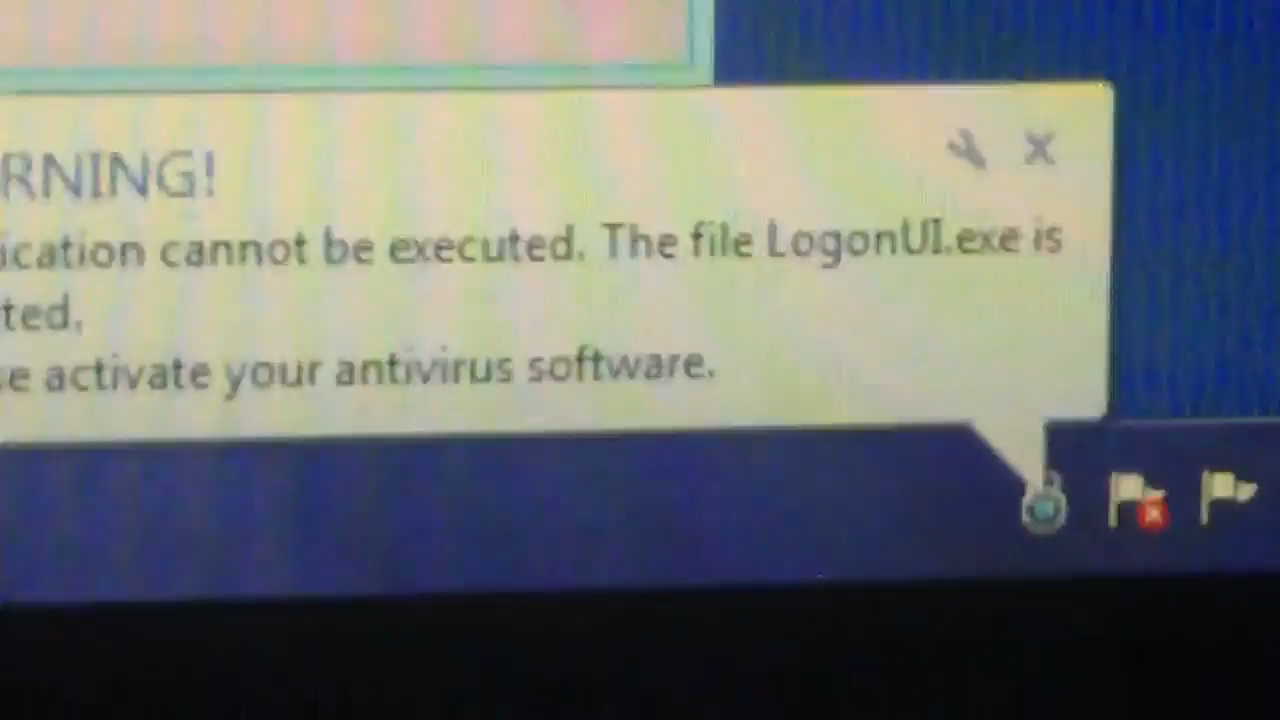 RNING!
ication cannot be executed. The file LogonUI.exe is
ted.
e activate your antivirus software.